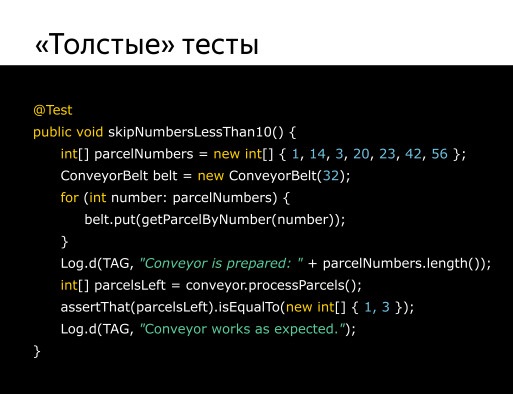 «Толстые» тесты
@Test
public void skipNumbersLessThan10() {
int[] parcelNumbers = new int[] { 1, 14, 3, 20, 23, 42, 56 };
ConveyorBelt belt = new ConveyorBelt(32);
for (int number: parcelNumbers) {
belt.put(getParcelByNumber(number));
}
Log.d(TAG, "Conveyor is prepared: " + parcelNumbers.length());
int[] parcelsLeft = conveyor.processParcels();
assertThat(parcelsLeft).isEqualTo(new int[] { 1, 3 });
Log.d(TAG, "Conveyor works as expected.");
}